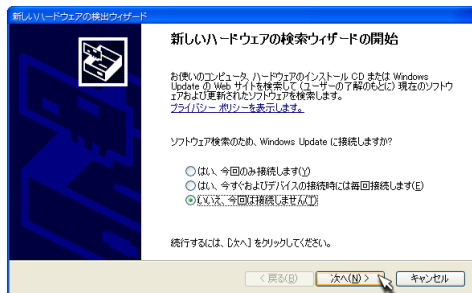 新しいハードウェアの検出ウィザード
新しいハードウェアの検索ウィザードの開始
お使いのコンピュータ、ハードウェアのインストール CD または Windows
Update の Web サイトを検索して (ユーザーの了解のもとに) 現在のソフトウ
ェアおよび更新されたソフトウェアを検索します。
プライバシー ポリシーを表示します。
ソフトウェア検索のため、Windows Update に接続しますか?
はい、今回のみ接続します(Y)
はい、今すぐおよびデバイスの接続時には毎回接続します(E)
いいえ、今回は接続しません(T)
続行するには、[次へ] をクリックしてください。
< 戻る(B) 次へ(N) > キャンセル